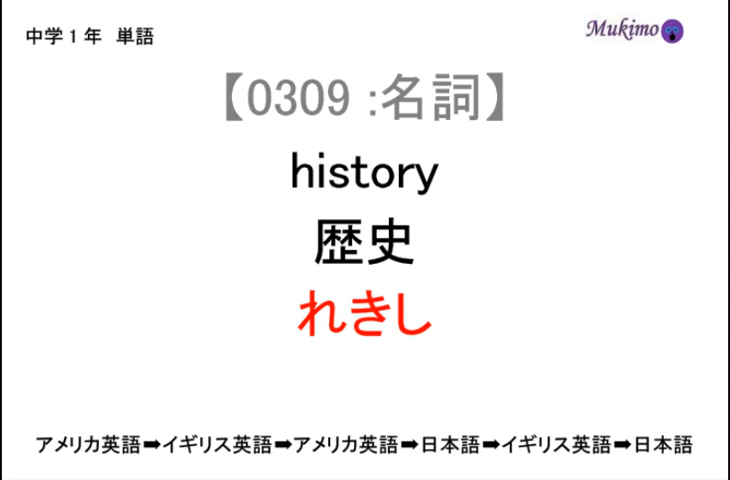 中学1年 単語
Mukimo
【0309 :名詞】
history
歴史
れきし
アメリカ英語➡イギリス英語➡アメリカ英語➡日本語➡イギリス英語➡日本語